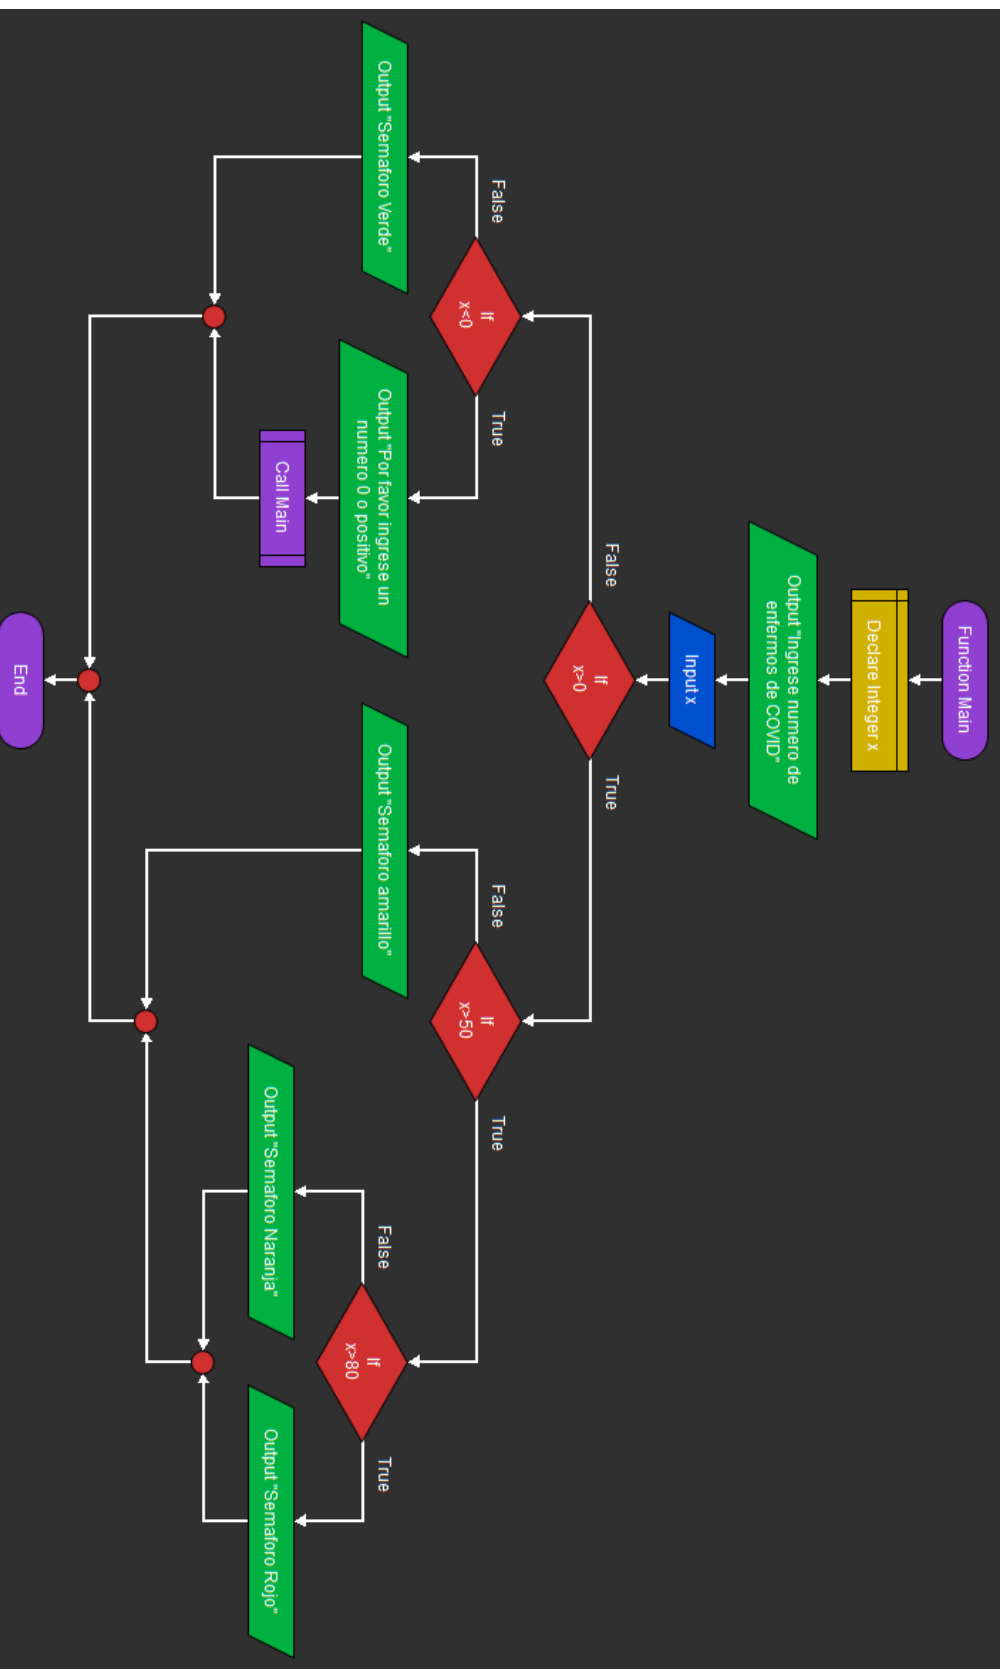 Function Main
Declare Integer x
Output "Ingrese numero de
enfermos de COVID"
Input x
If
x>0
False
True
If
x<0
False
True
Output "Semaforo Verde"
Output "Por favor ingrese un
numero 0 o positivo"
Call Main
If
x>50
False
True
Output "Semaforo amarillo"
If
x>80
False
True
Output "Semaforo Naranja"
Output "Semaforo Rojo"
End